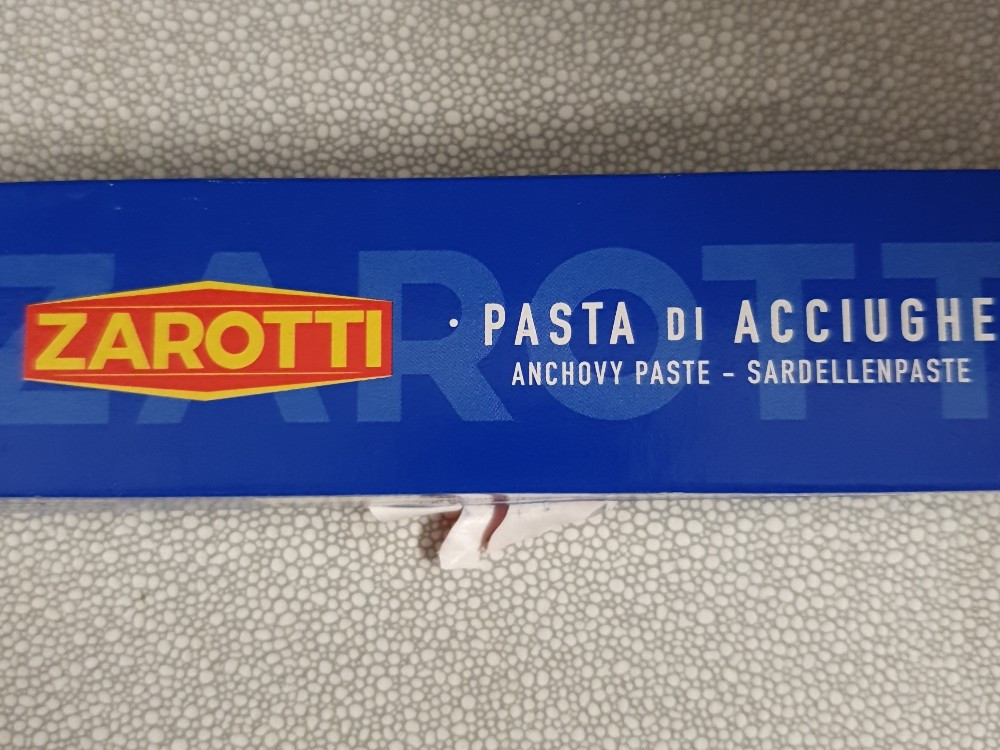 ZAROTTI
ZAROTTI
• PASTA DI ACCIUGHE
ANCHOVY PASTE - SARDELLENPASTE